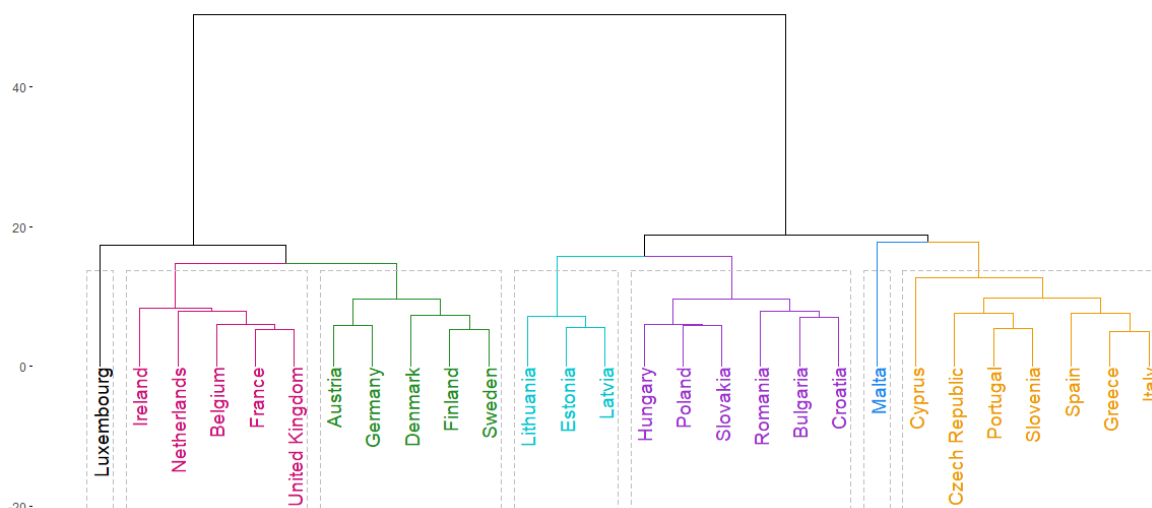 40
20
0
-20
Luxembourg
Ireland
Netherlands
Belgium
France
United Kingdom
Austria
Germany
Denmark
Finland
Sweden
Lithuania
Estonia
Latvia
Hungary
Poland
Slovakia
Romania
Bulgaria
Croatia
Malta
Cyprus
Czech Republic
Portugal
Slovenia
Spain
Greece
Italy